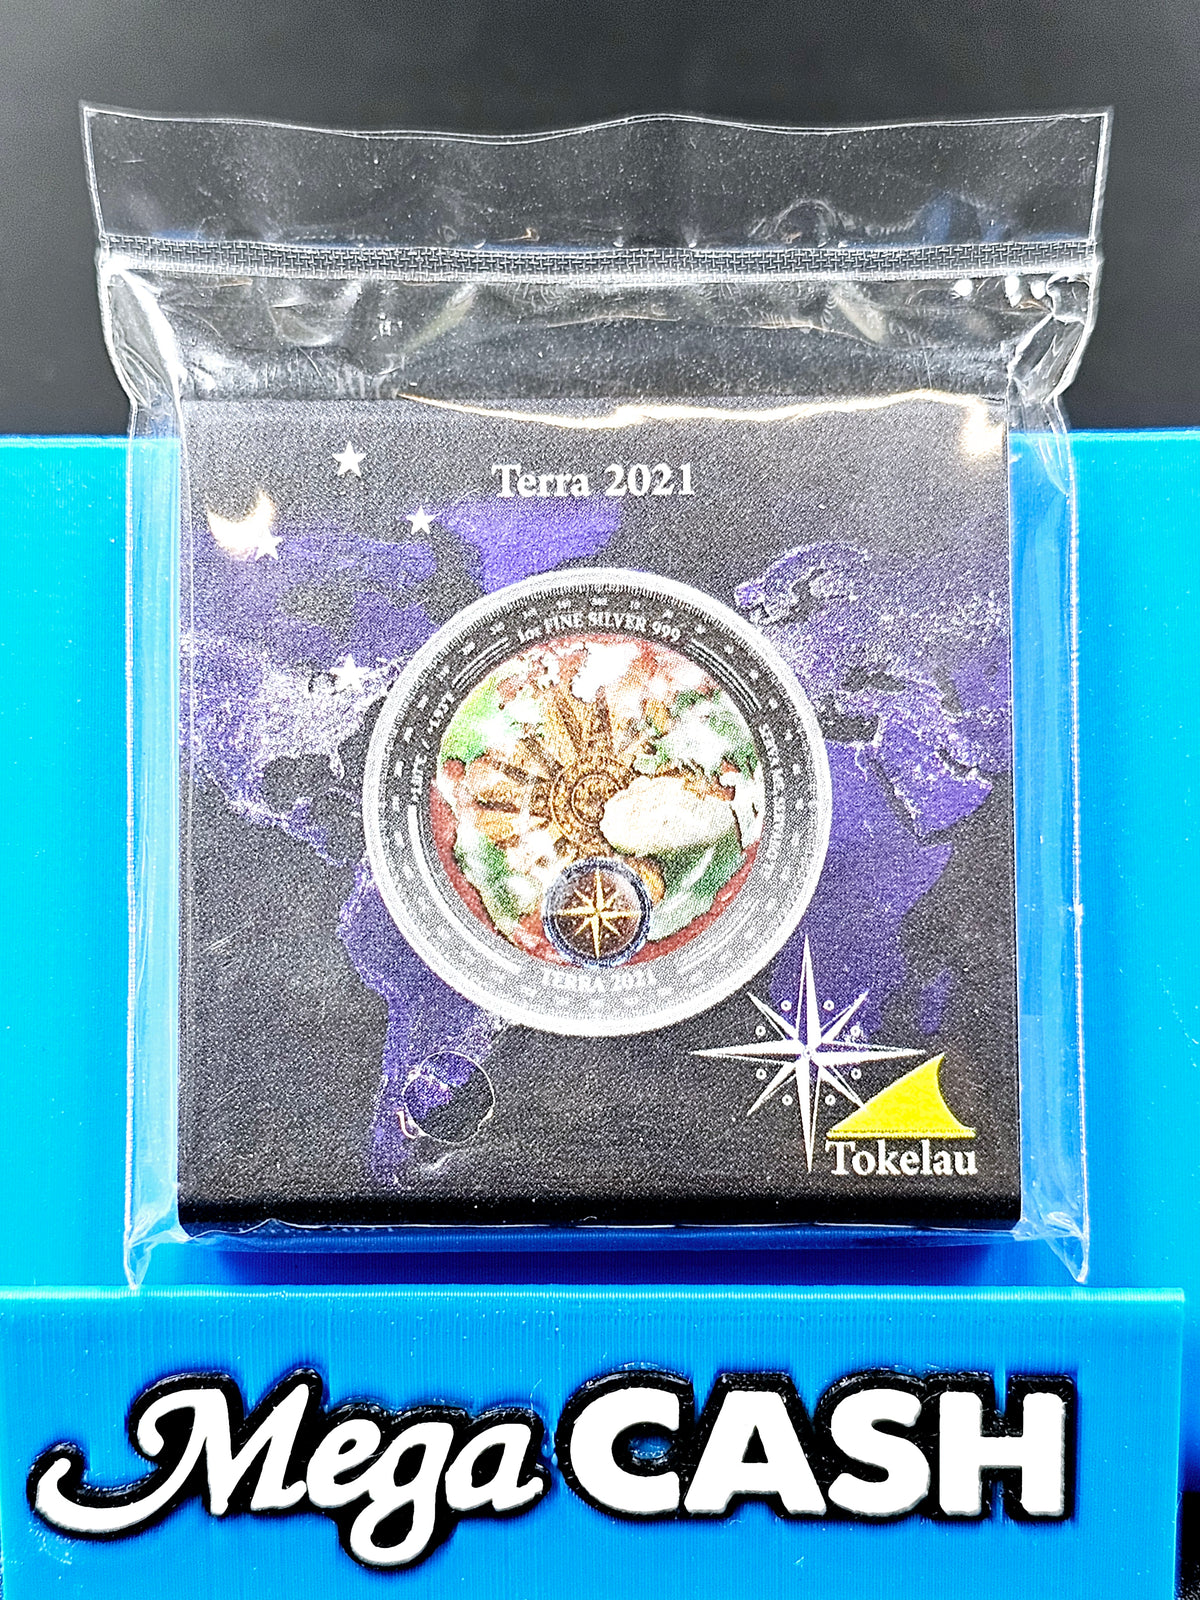 Terra 2021
1oz FINE SILVER 999
TERRA 2021
Tokelau
Mega CASH